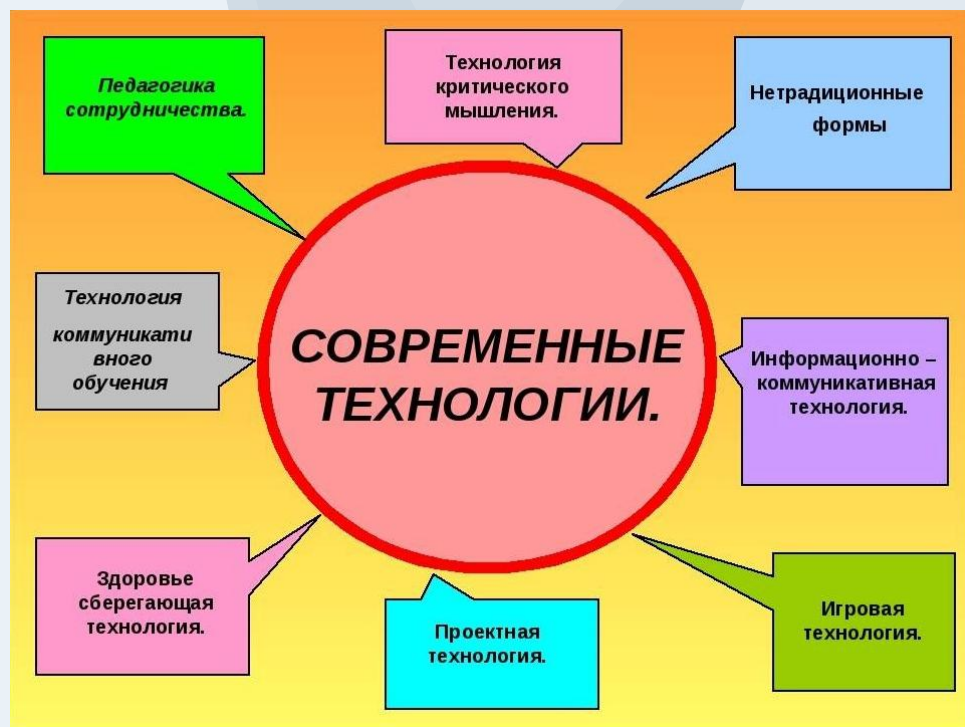 Педагогика
сотрудничества.
Технология
критического
мышления.
Нетрадиционные
формы
Технология
коммуникати
вного
обучения
СОВРЕМЕННЫЕ
ТЕХНОЛОГИИ.
Информационно –
коммуникативная
технология.
Здоровье
сберегающая
технология.
Проектная
технология.
Игровая
технология.